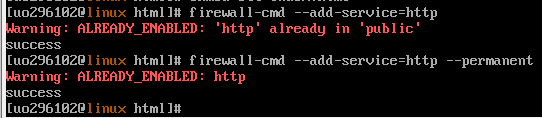 [uo296102@linux html]# firewall-cmd --add-service=http
Warning: ALREADY_ENABLED: 'http' already in 'public'
success
[uo296102@linux html]# firewall-cmd --add-service=http --permanent
Warning: ALREADY_ENABLED: http
success
[uo296102@linux html]#